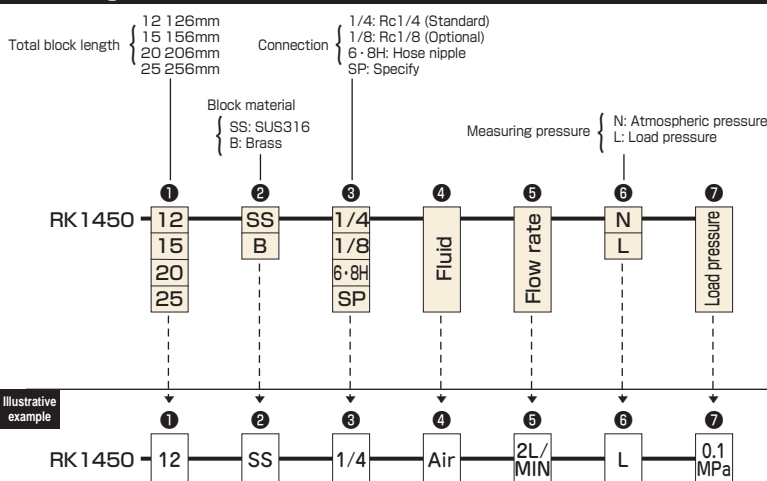 Total block length
12 126mm
15 156mm
20 206mm
25 256mm
Connection
1/4: Rc1/4 (Standard)
1/8: Rc1/8 (Optional)
6・8H: Hose nipple
SP: Specify
Block material
SS: SUS316
B: Brass
Measuring pressure
N: Atmospheric pressure
L: Load pressure
❶ ❷ ❸ ❹ ❺ ❻ ❼
RK1450 12 SS 1/4 Fluid Flow rate N Load pressure
15 B 1/8 L
20 6・8H
25 SP
Illustrative
example
❶ ❷ ❸ ❹ ❺ ❻ ❼
RK1450 12 SS 1/4 Air 2L/MIN L 0.1 MPa